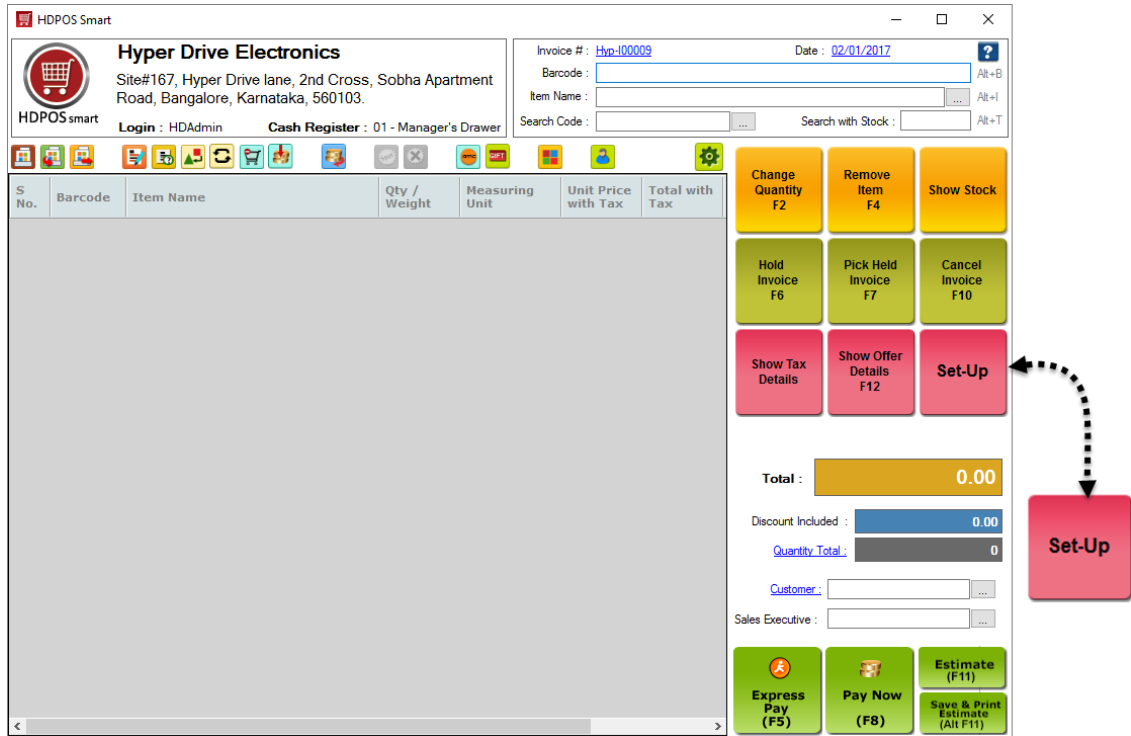 HDPOS Smart
Hyper Drive Electronics
Site#167, Hyper Drive lane, 2nd Cross, Sobha Apartment
Road, Bangalore, Karnataka, 560103.
HDPOS smart
Login : HDAdmin Cash Register : 01 - Manager's Drawer
Invoice # : Hyp-I00009 Date : 02/01/2017 ?
Barcode : Alt+B
Item Name : ... Alt+I
Search Code : ... Search with Stock : Alt+T
S No. Barcode Item Name Qty / Weight Measuring Unit Unit Price with Tax Total with Tax
Change
Quantity
F2
Remove
Item
F4
Show Stock
Hold
Invoice
F6
Pick Held
Invoice
F7
Cancel
Invoice
F10
Show Tax
Details
Show Offer
Details
F12
Set-Up
Total : 0.00
Discount Included : 0.00
Quantity Total : 0
Customer : ...
Sales Executive : ...
Express
Pay
(F5)
Pay Now
(F8)
Estimate
(F11)
Save & Print
Estimate
(Alt F11)
Set-Up